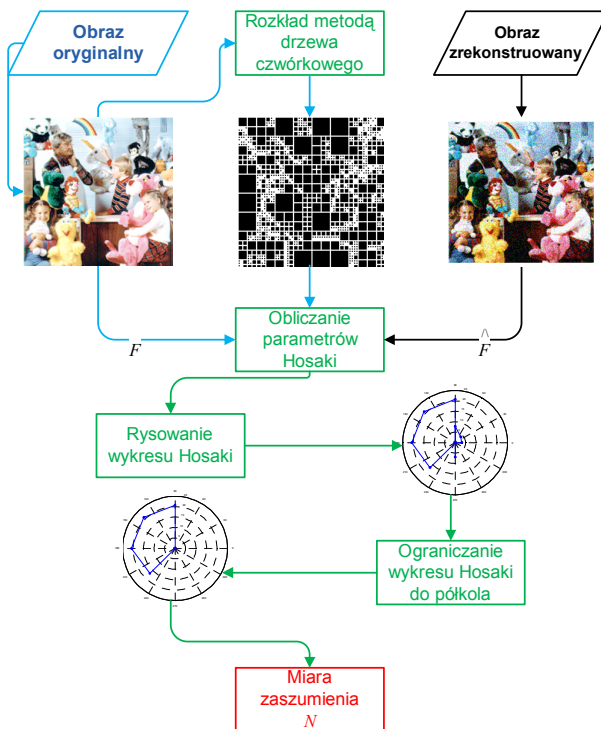 Obraz
oryginalny
Rozkład metodą
drzewa
czwórkowego
Obraz
zrekonstruowany
F
Obliczanie
parametrów
Hosaki
^
F
Rysowanie
wykresu Hosaki
Ograniczanie
wykresu Hosaki
do półkola
Miara
zaszumienia
N